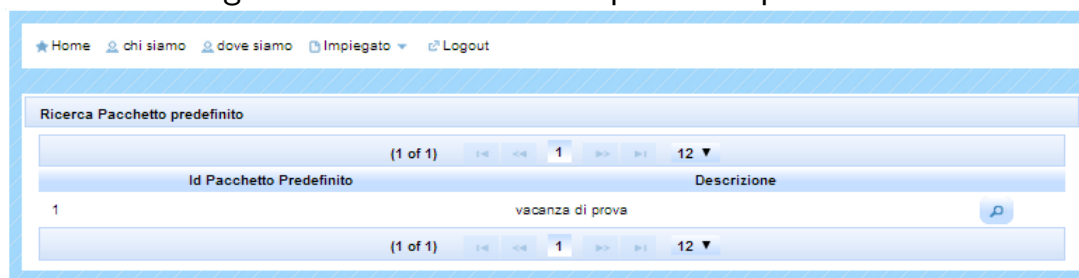 Home chi siamo dove siamo Impiegato Logout
Ricerca Pacchetto predefinito
(1 of 1) 1 12
Id Pacchetto Predefinito Descrizione
1 vacanza di prova
(1 of 1) 1 12